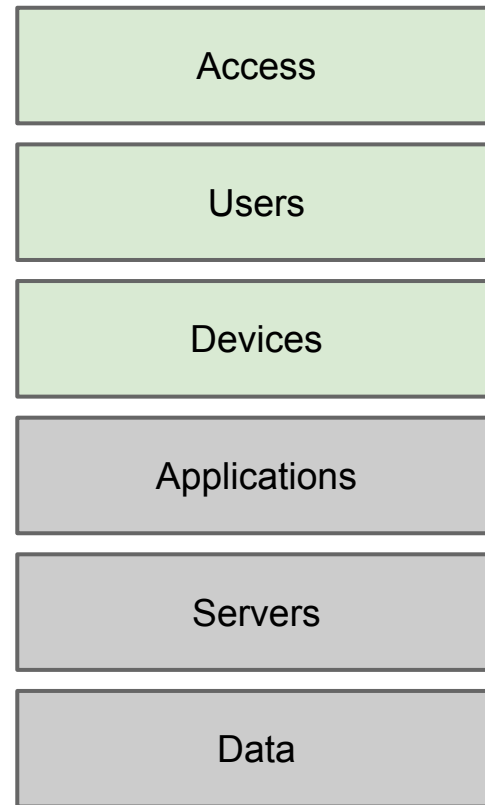 Access
Users
Devices
Applications
Servers
Data